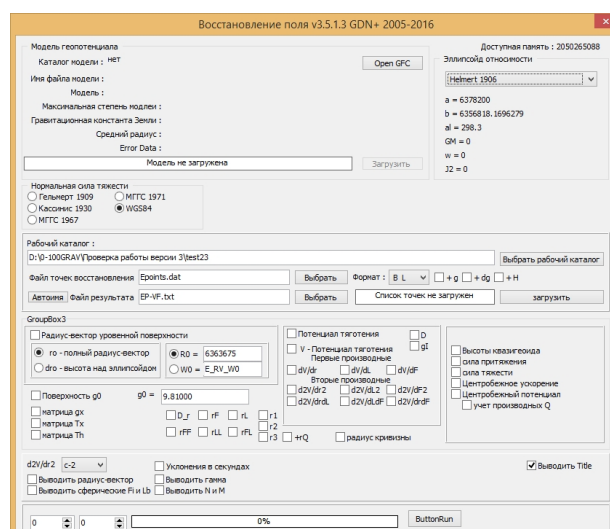 Восстановление поля v3.5.1.3 GDN+ 2005-2016
Модель геопотенциала
Доступная память : 2050265088
Каталог модели : нет
Open GFC
Имя файла модели :
Модель :
Максимальная степень модлеи :
Гравитационная константа Земли :
Средний радиус :
Error Data :
Модель не загружена
Загрузить
Эллипсойд относимости
Helmert 1906
a = 6378200
b = 6356818.1696279
al = 298.3
GM = 0
w = 0
J2 = 0
Нормальная сила тяжести
Гельмерт 1909
МГГС 1971
Кассинис 1930
WGS84
МГГС 1967
Рабочий каталог :
D:\0-100GRAV\Проверка работы версии 3\test23
Выбрать рабочий каталог
Файл точек восстановления Epoints.dat Выбрать Формат : B L +g +dg +H
Автоимя Файл результата EP-VF.txt Выбрать Список точек не загружен загрузить
GroupBox3
Радиус-вектор уровенной поверхности
ro - полный радиус-вектор
R0 = 6363675
dro - высота над эллипсойдом
W0 = E_RV_W0
Поверхность g0 g0 = 9.81000
матрица gx
матрица Tx
матрица Th
D_r rF rL r1
r2
rFF rLL rFL r3 +rQ радиус кривизны
Потенциал тяготения D
V - Потенциал тяготения gI
Первые производные
dV/dr dV/dL dV/dF
Вторые производные
d2V/dr2 d2V/dL2 d2V/dF2
d2V/drdL d2V/dLdF d2V/drdF
Высоты квазигеоида
сила притяжения
сила тяжести
Центробежное ускорение
Центробежный потенциал
учет производных Q
d2V/dr2 c-2
Уклонения в секундах
Выводить Title
Выводить радиус-вектор
Выводить гамма
Выводить сферические Fi и Lb
Выводить N и M
0 0 0% ButtonRun